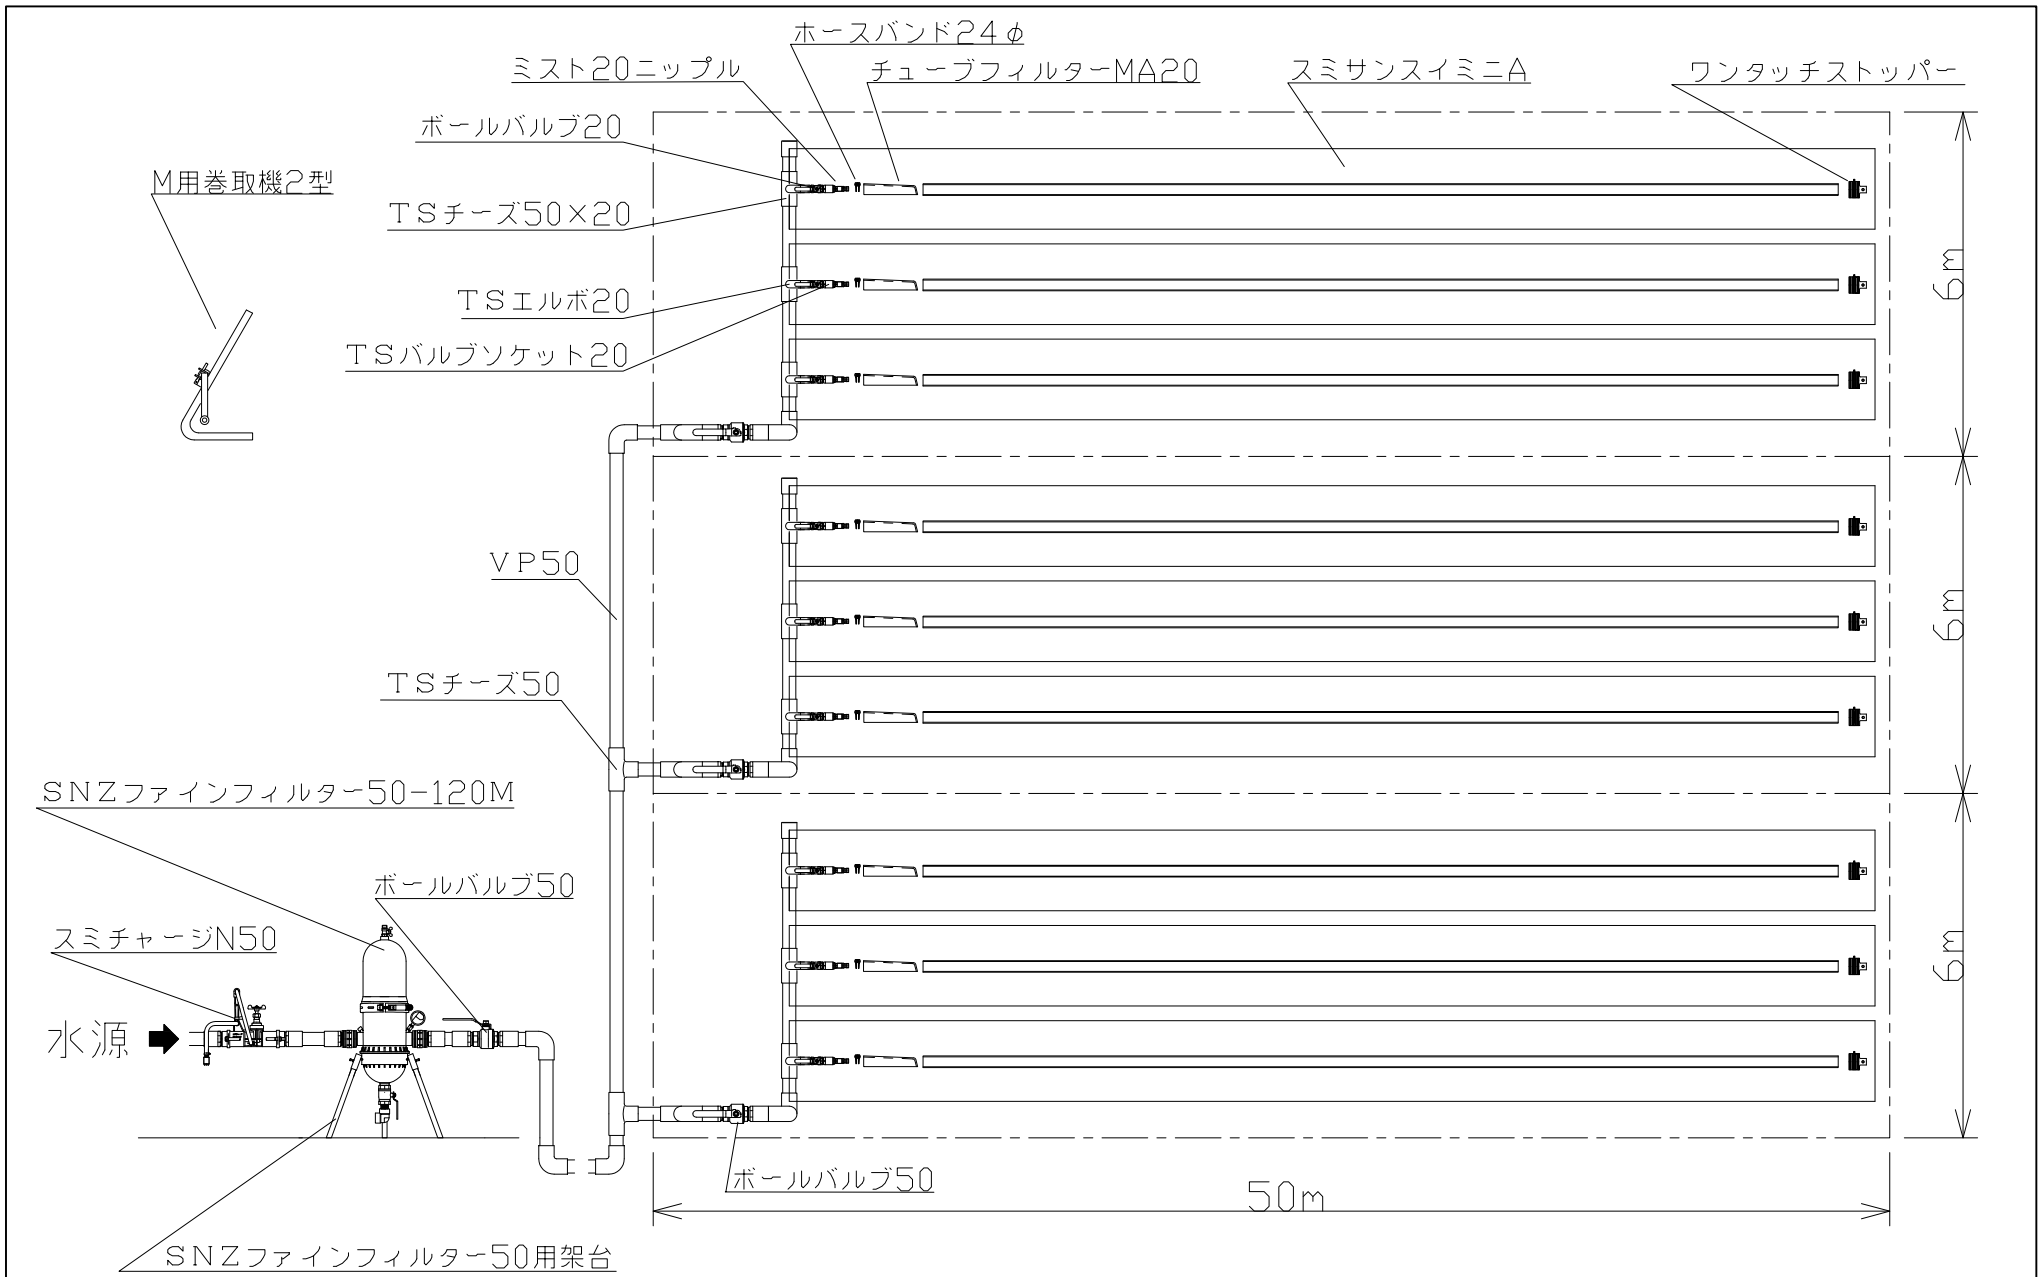 ホースバンド24φ
ミスト20ニップル
チューブフィルターMA20
スミサンスイミニA
ワンタッチストッパー
ボールバルブ20
M用巻取機2型
TSチーズ50×20
6m
TSエルボ20
TSバルブソケット20
VP50
6m
TSチーズ50
SNZファインフィルター50-120M
ボールバルブ50
スミチャージN50
6m
水源
ボールバルブ50
50m
SNZファインフィルター50用架台